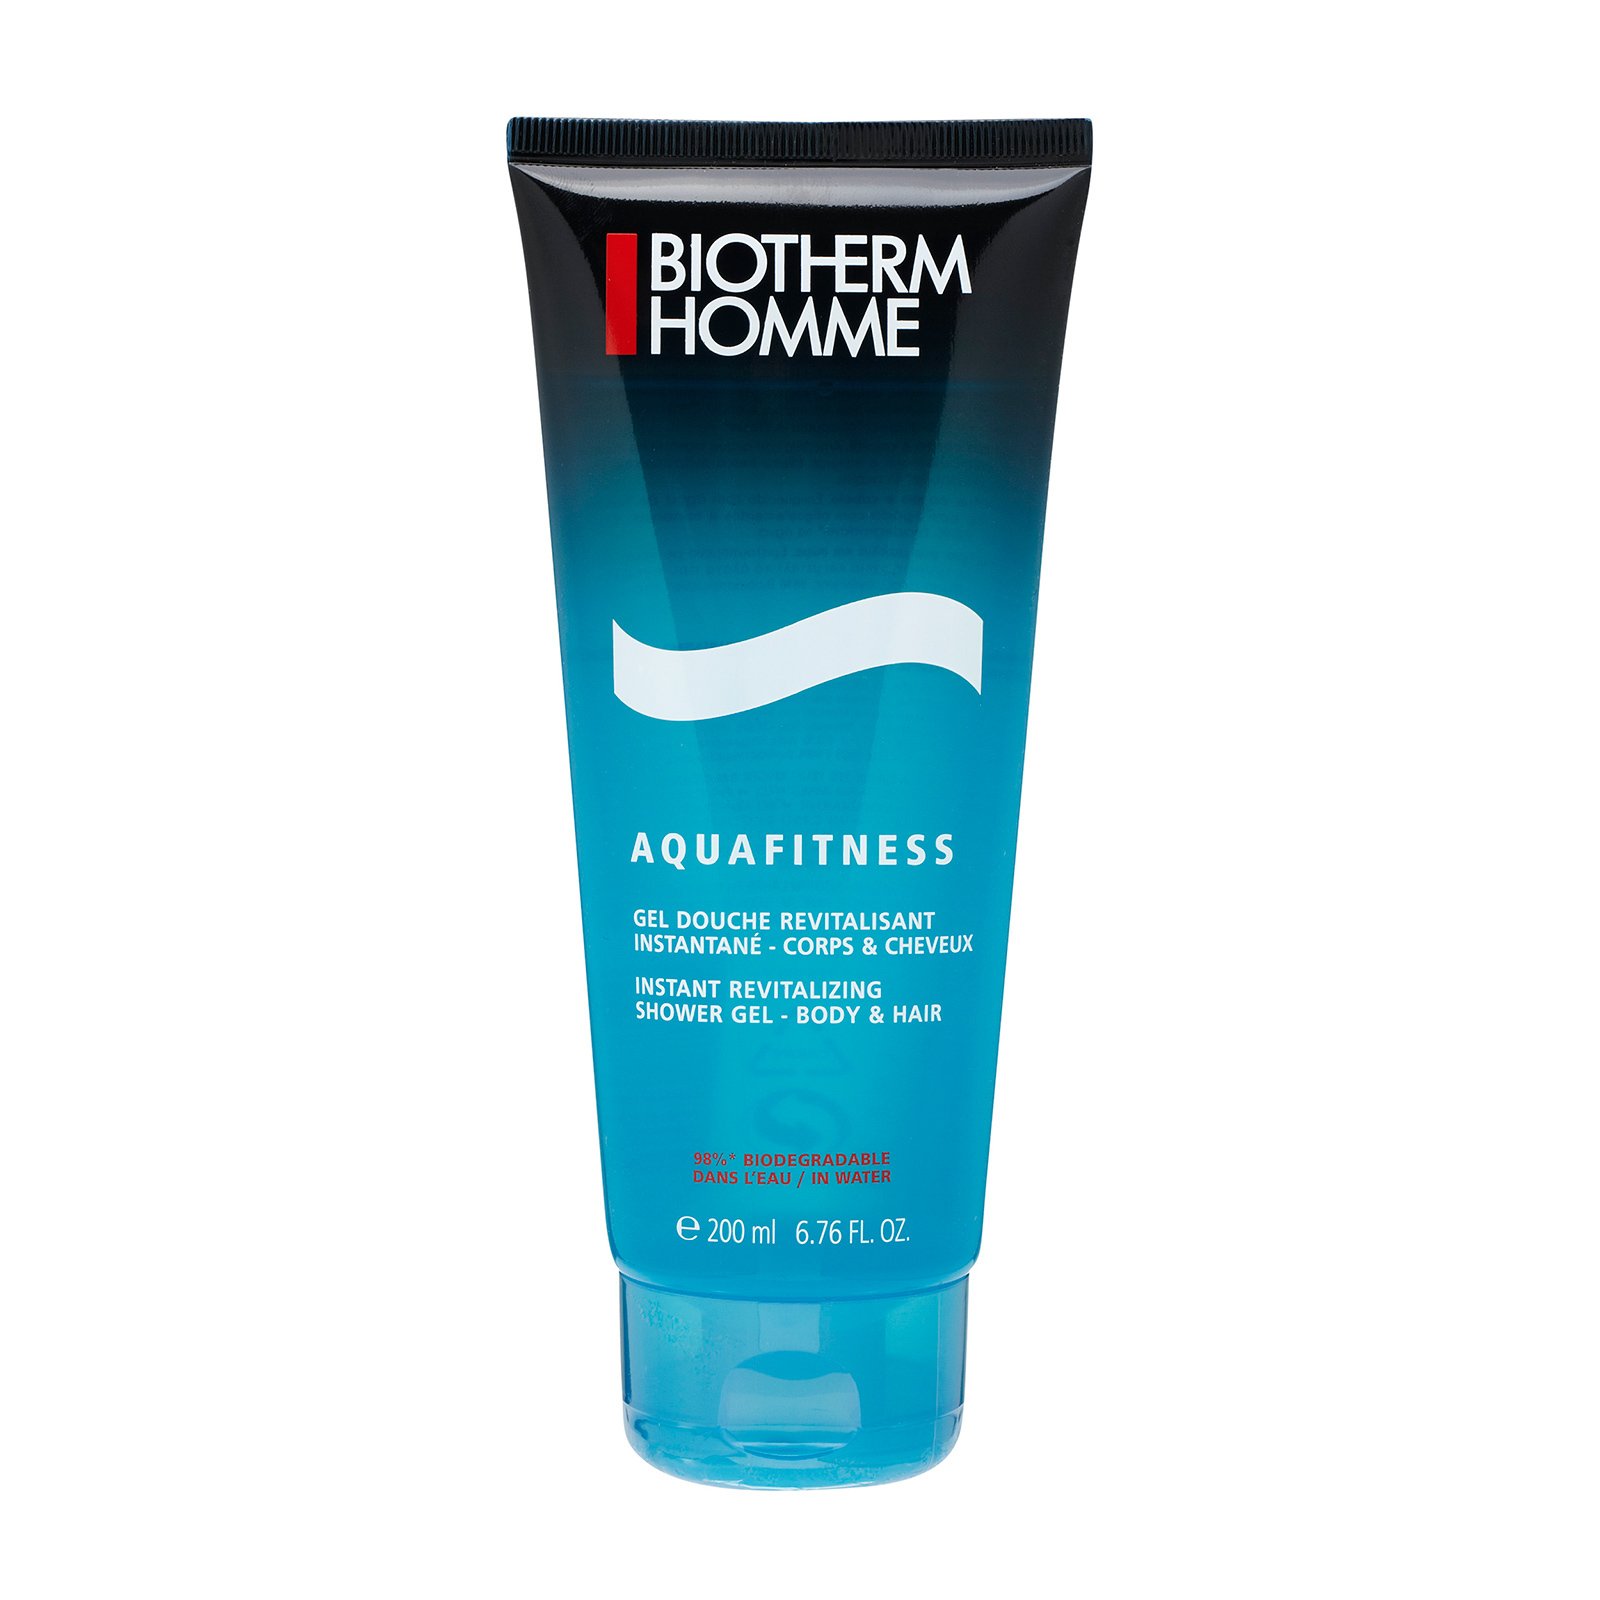 BIOTHERM
HOMME
AQUAFITNESS
GEL DOUCHE REVITALISANT
INSTANTANÉ - CORPS & CHEVEUX
INSTANT REVITALIZING
SHOWER GEL - BODY & HAIR
98%* BIODEGRADABLE
DANS L'EAU / IN WATER
℮ 200 ml 6.76 FL. OZ.